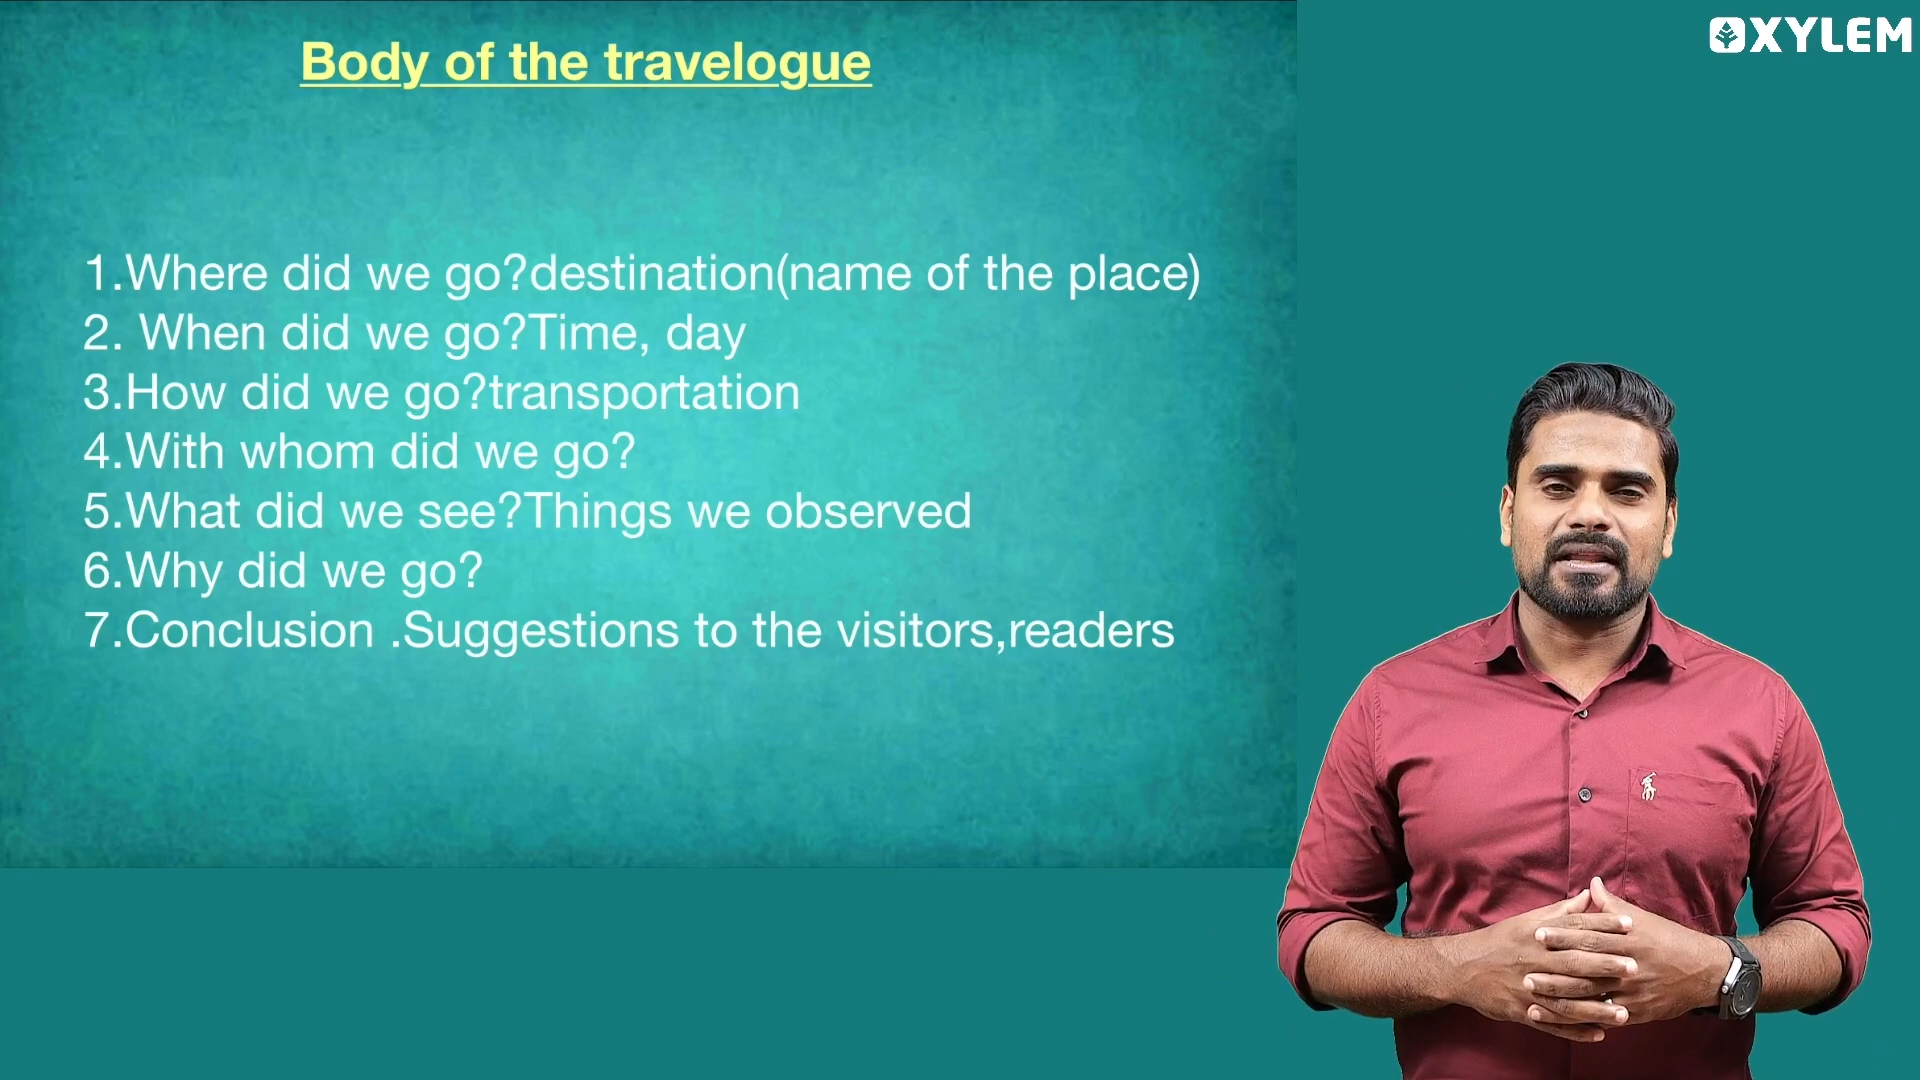 XYLEM
Body of the travelogue
1.Where did we go?destination(name of the place)
2. When did we go?Time, day
3.How did we go?transportation
4.With whom did we go?
5.What did we see?Things we observed
6.Why did we go?
7.Conclusion .Suggestions to the visitors,readers